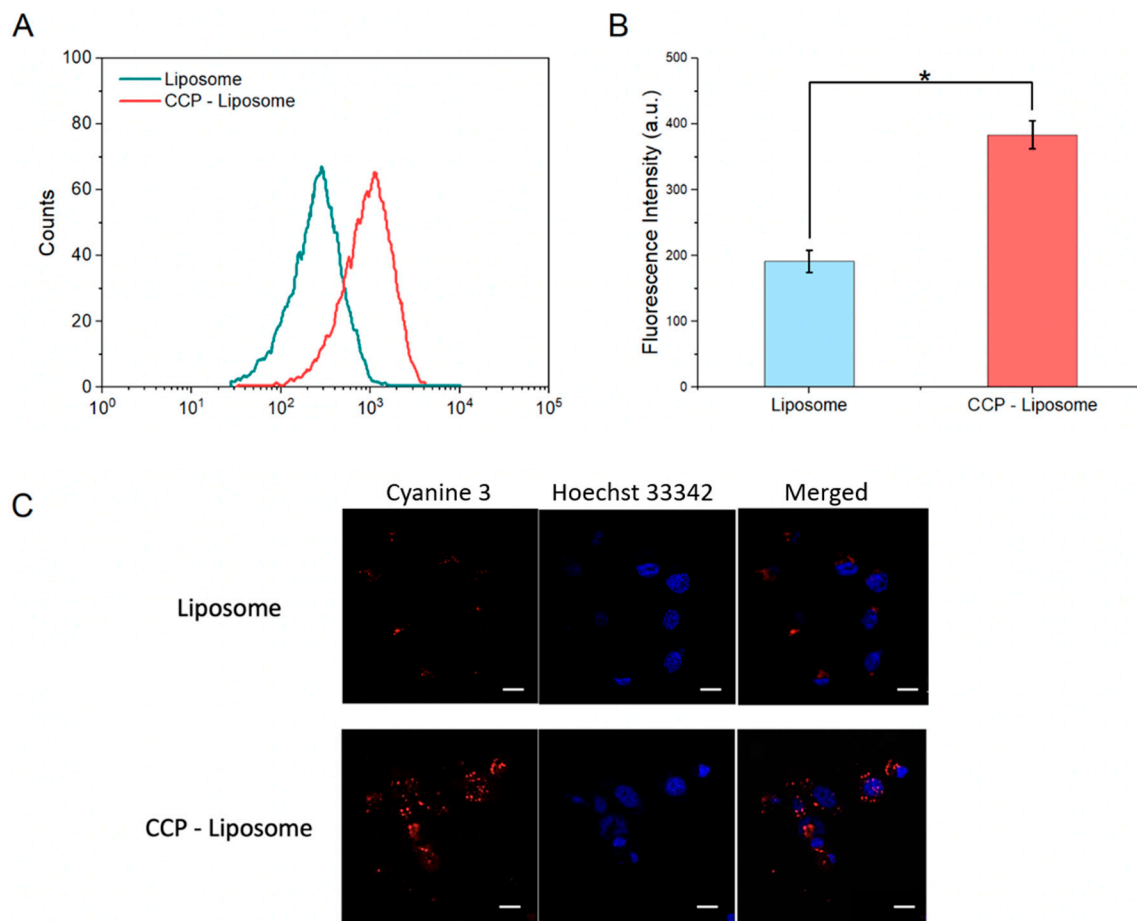 A
100
80
60
40
20
0
Counts
Liposome
CCP - Liposome
10^0 10^1 10^2 10^3 10^4 10^5
B
500
400
300
200
100
0
Fluorescence Intensity (a.u.)
*
Liposome CCP - Liposome
C
Cyanine 3 Hoechst 33342 Merged
Liposome
CCP - Liposome